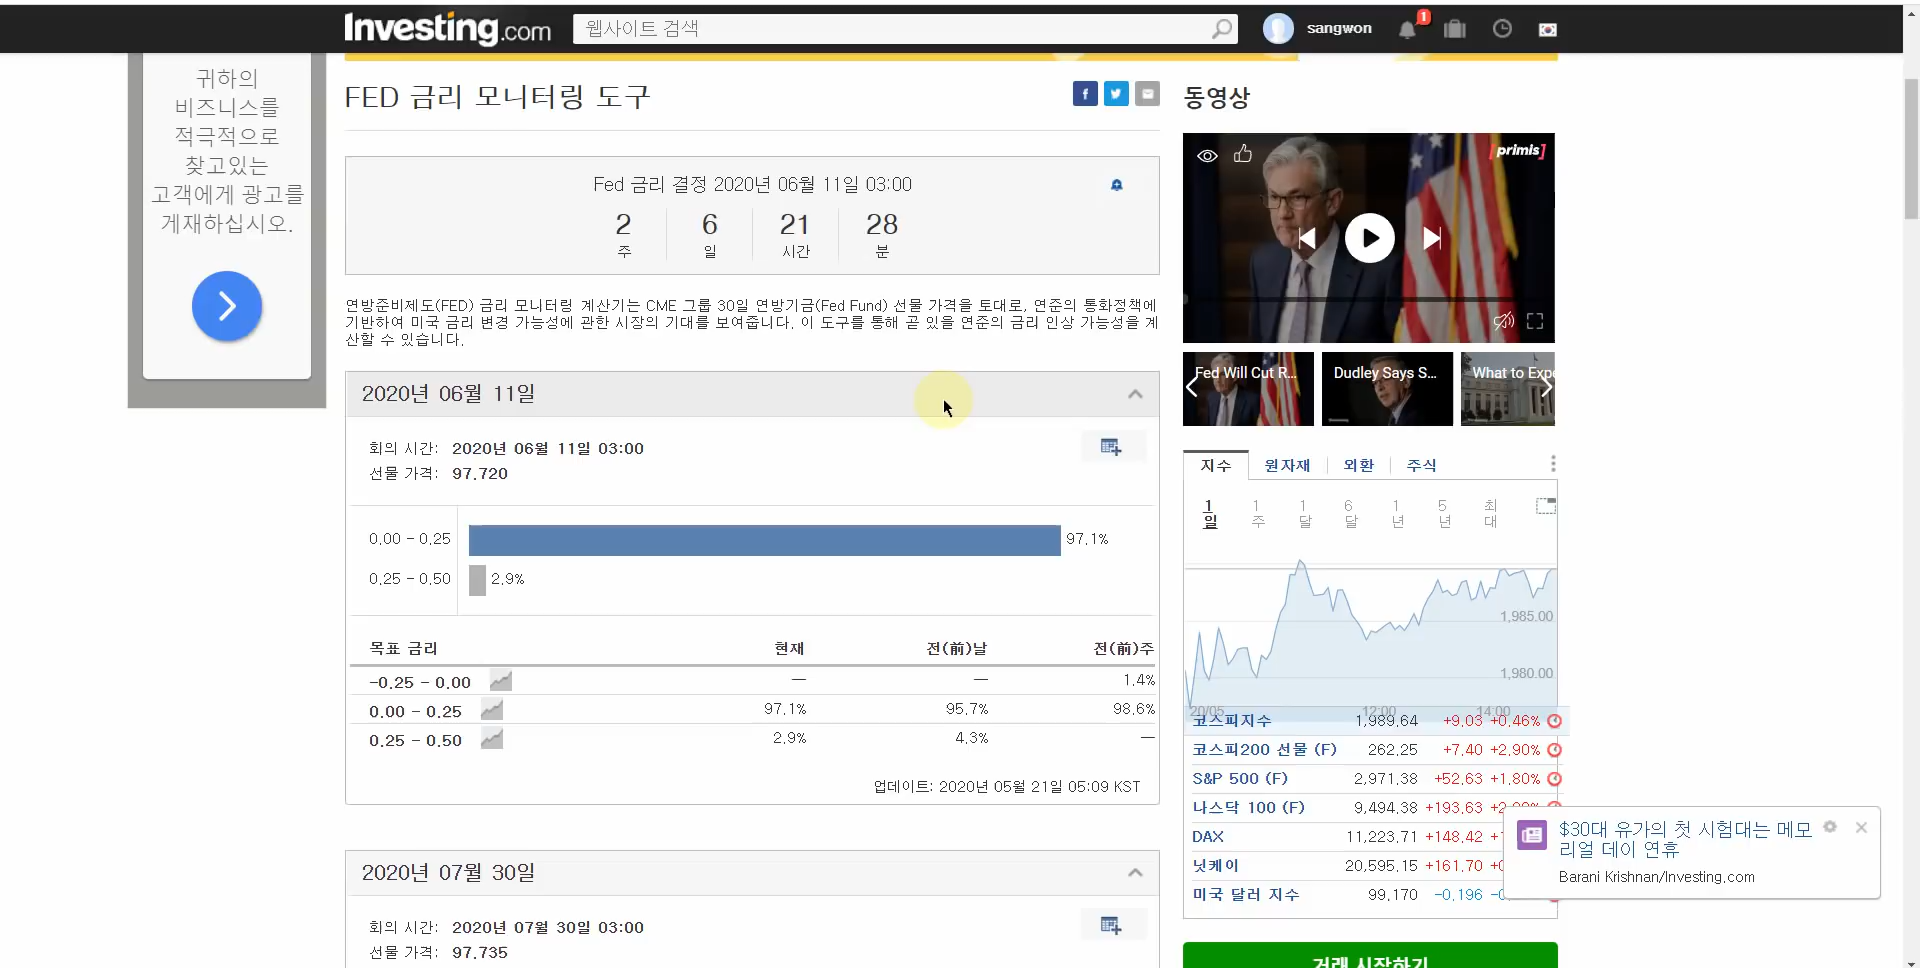 Investing.com
웹사이트 검색
sangwon
1
귀하의
비즈니스를
적극적으로
찾고있는
고객에게 광고를
게재하십시오.
FED 금리 모니터링 도구
Fed 금리 결정 2020년 06월 11일 03:00
2 6 21 28
주 일 시간 분
연방준비제도(FED) 금리 모니터링 계산기는 CME 그룹 30일 연방기금(Fed Fund) 선물 가격을 토대로, 연준의 통화정책에
기반하여 미국 금리 변경 가능성에 관한 시장의 기대를 보여줍니다. 이 도구를 통해 곧 있을 연준의 금리 인상 가능성을 계
산할 수 있습니다.
2020년 06월 11일
회의 시간: 2020년 06월 11일 03:00
선물 가격: 97.720
0.00 - 0.25 97.1%
0.25 - 0.50 2.9%
목표 금리 현재 전(前)날 전(前)주
-0.25 - 0.00 — — 1.4%
0.00 - 0.25 97.1% 95.7% 98.6%
0.25 - 0.50 2.9% 4.3% —
업데이트: 2020년 05월 21일 05:09 KST
2020년 07월 30일
회의 시간: 2020년 07월 30일 03:00
선물 가격: 97.735
동영상
[primis]
Fed Will Cut R... Dudley Says S... What to Expe
지수 원자재 외환 주식
1일 1주 1달 6달 1년 5년 최대
1,985.00
1,980.00
20/05 12:00 14:00
코스피지수 1,989.64 +9.03 +0.46%
코스피200 선물 (F) 262.25 +7.40 +2.90%
S&P 500 (F) 2,971.38 +52.63 +1.80%
나스닥 100 (F) 9,494.38 +193.63
DAX 11,223.71 +148.42
닛케이 20,595.15 +161.70
미국 달러 지수 99.170 -0.196
$30대 유가의 첫 시험대는 메모
리얼 데이 연휴
Barani Krishnan/Investing.com
거래 시작하기